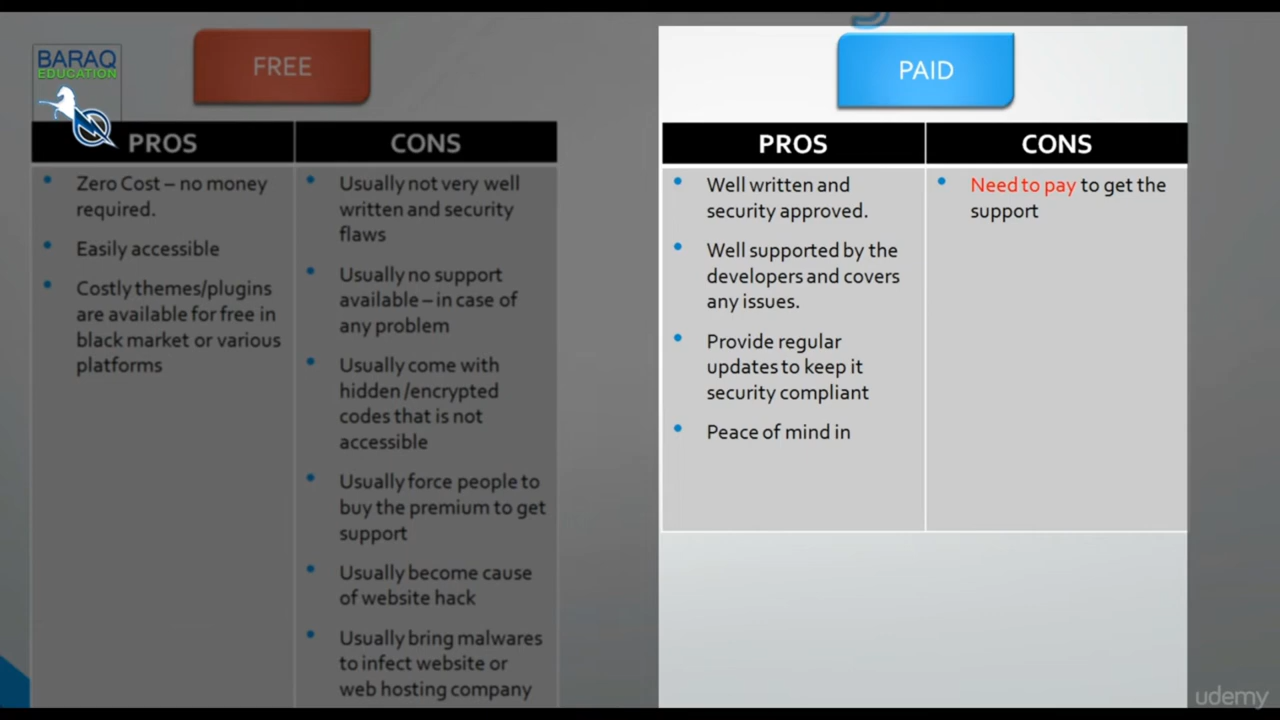 BARAQ
EDUCATION
FREE
PROS
CONS
Zero Cost – no money
required.
Easily accessible
Costly themes/plugins
are available for free in
black market or various
platforms
Usually not very well
written and security
flaws
Usually no support
available – in case of
any problem
Usually come with
hidden /encrypted
codes that is not
accessible
Usually force people to
buy the premium to get
support
Usually become cause
of website hack
Usually bring malwares
to infect website or
web hosting company
PAID
PROS
CONS
Well written and
security approved.
Well supported by the
developers and covers
any issues.
Provide regular
updates to keep it
security compliant
Peace of mind in
Need to pay to get the
support
udemy